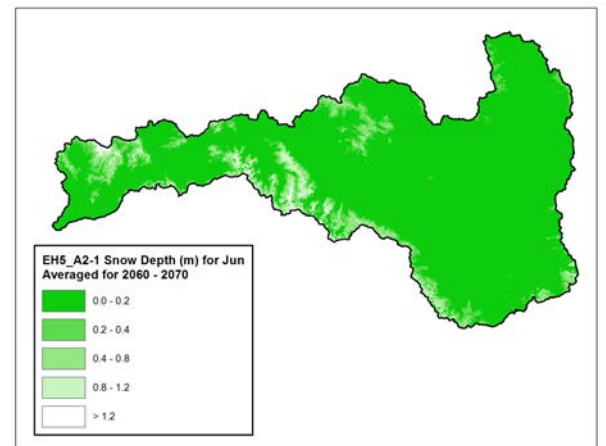 EH5_A2-1 Snow Depth (m) for Jun
Averaged for 2060 - 2070
0.0 - 0.2
0.2 - 0.4
0.4 - 0.8
0.8 - 1.2
> 1.2